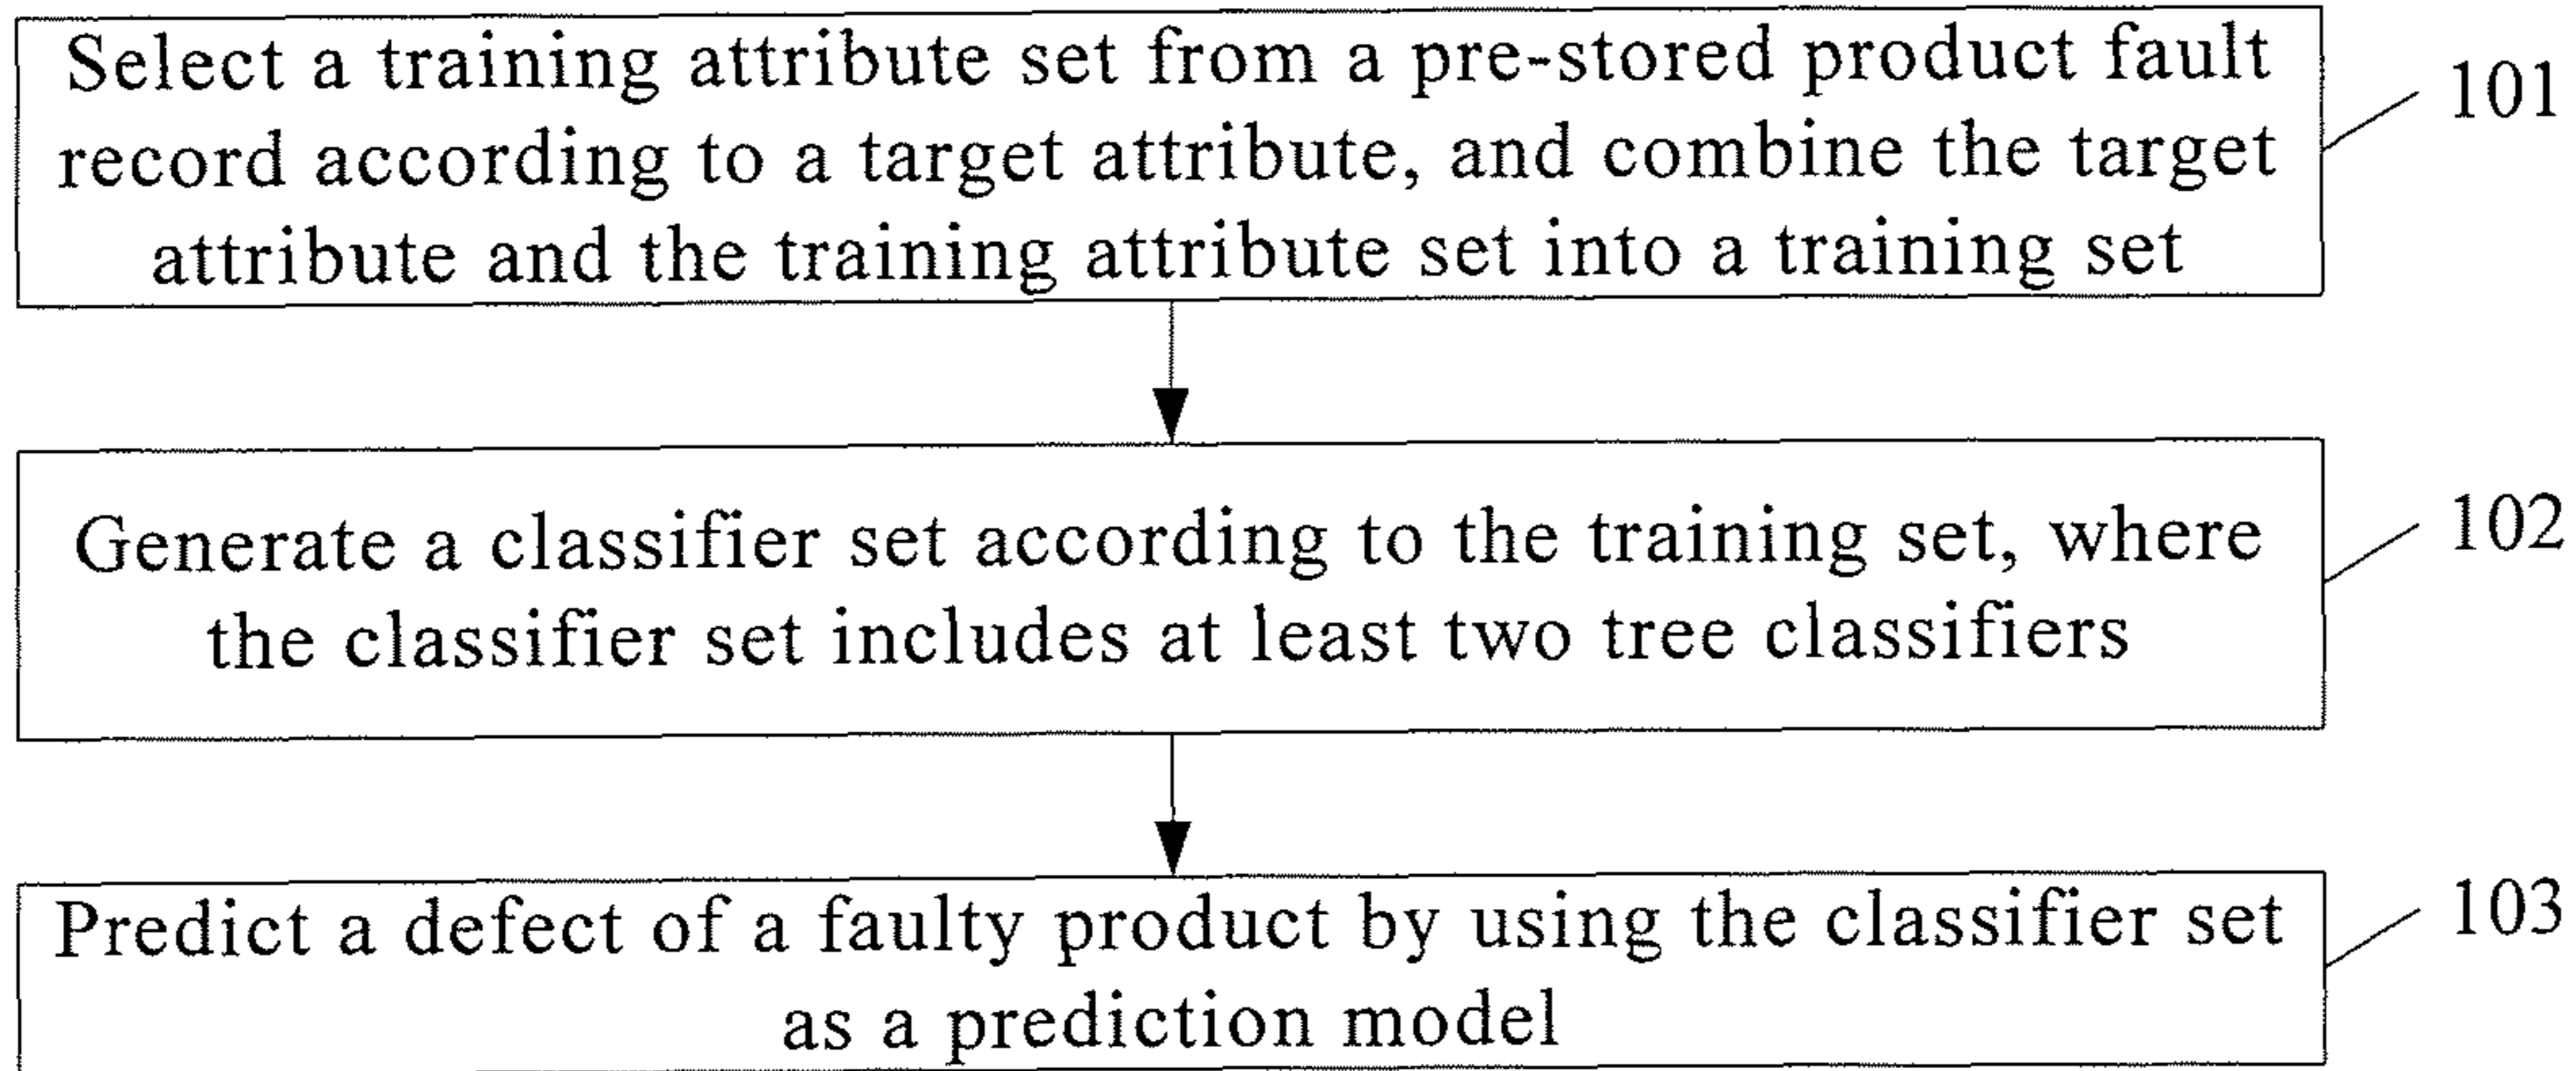 Select a training attribute set from a pre-stored product fault
record according to a target attribute, and combine the target
attribute and the training attribute set into a training set
101
Generate a classifier set according to the training set, where
the classifier set includes at least two tree classifiers
102
Predict a defect of a faulty product by using the classifier set
as a prediction model
103